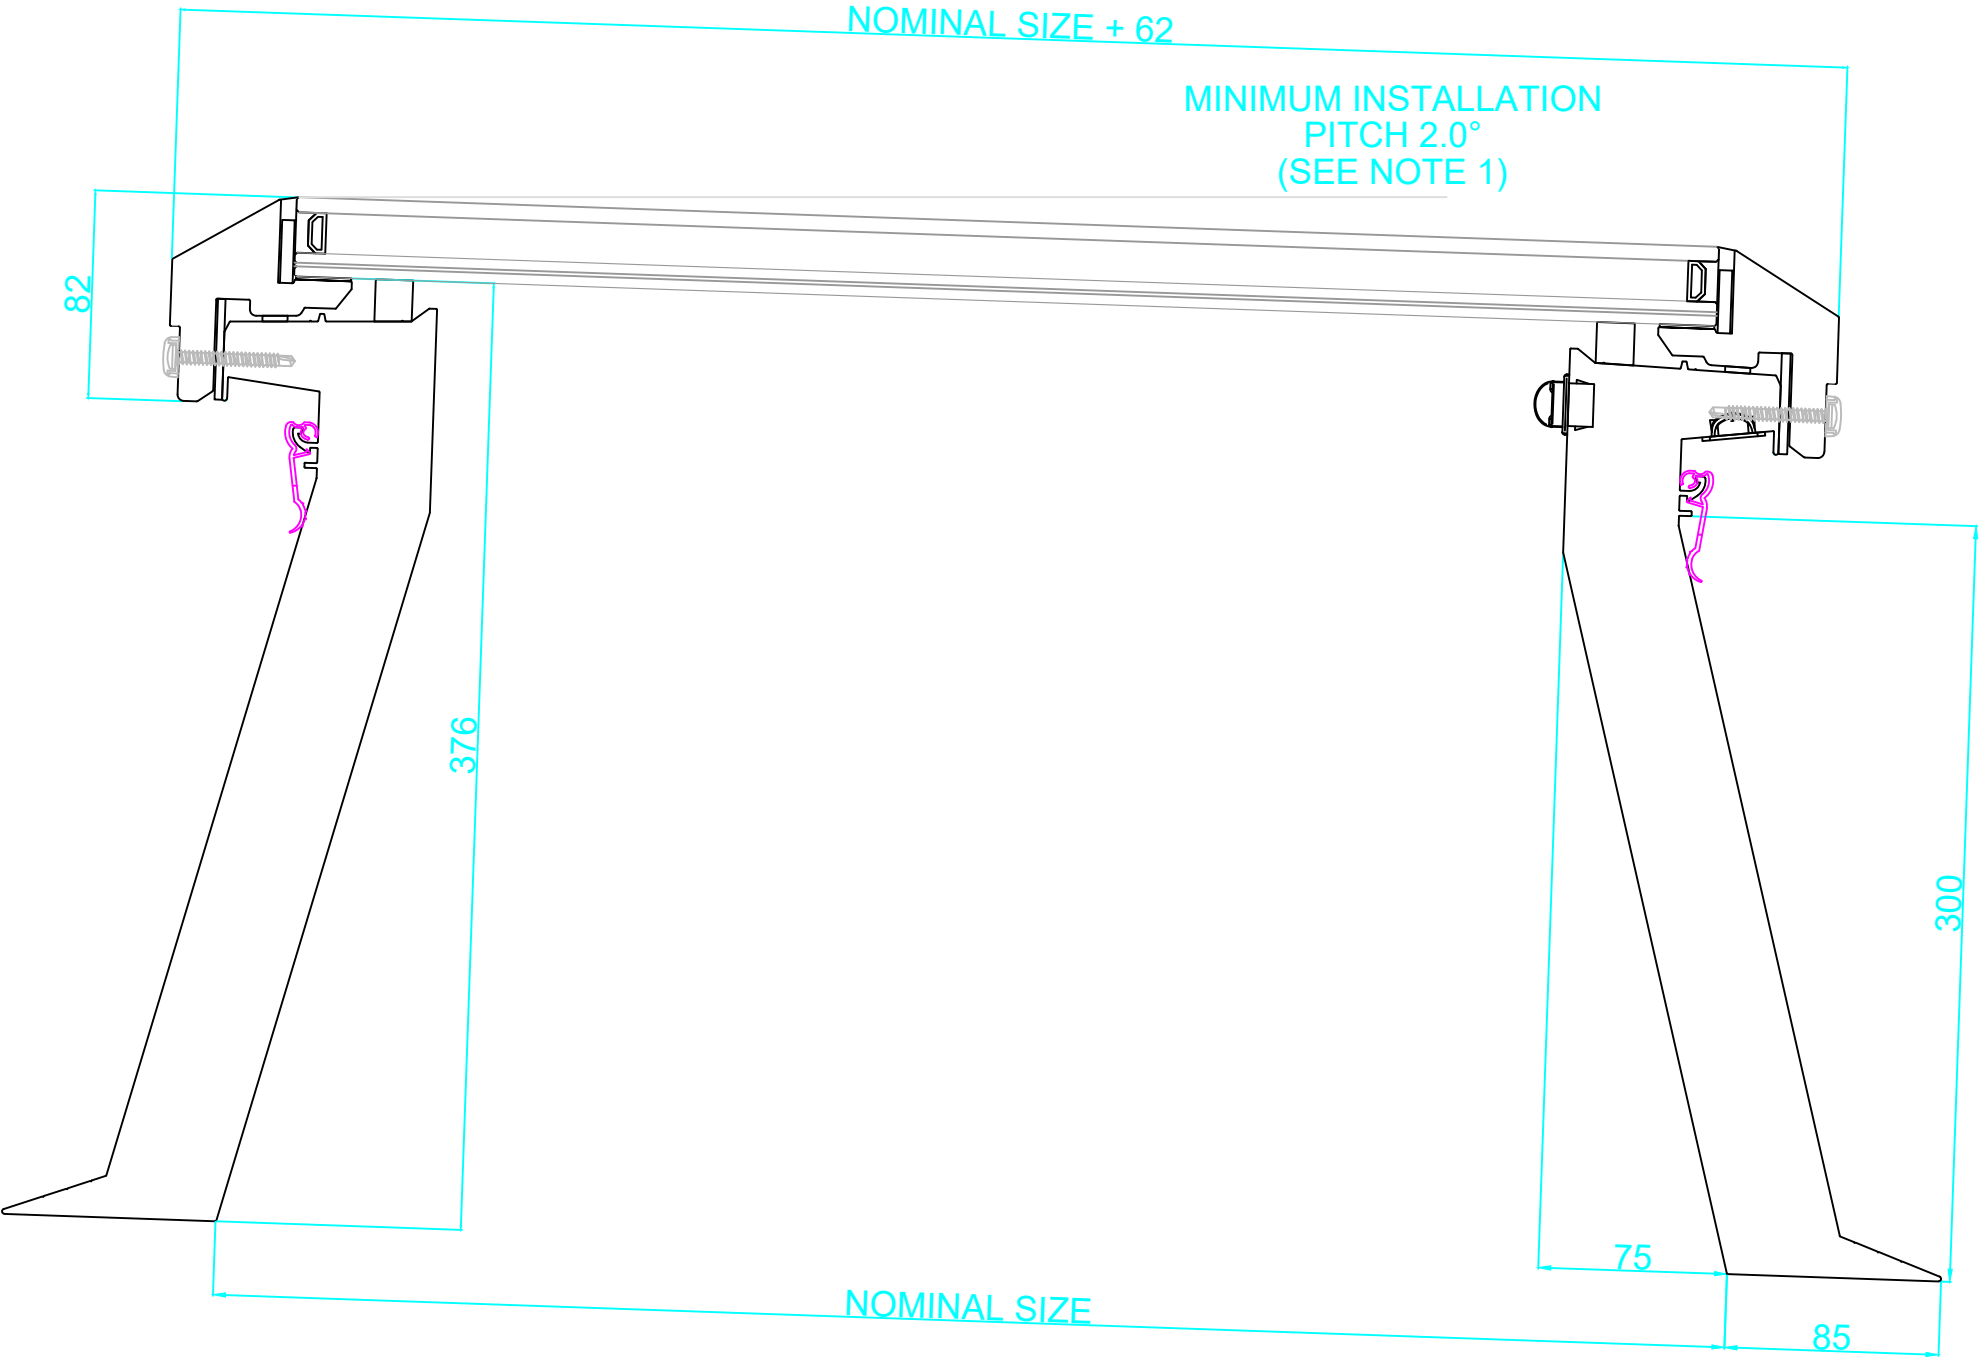 NOMINAL SIZE + 62
MINIMUM INSTALLATION
PITCH 2.0°
(SEE NOTE 1)
82
376
300
75
NOMINAL SIZE
85